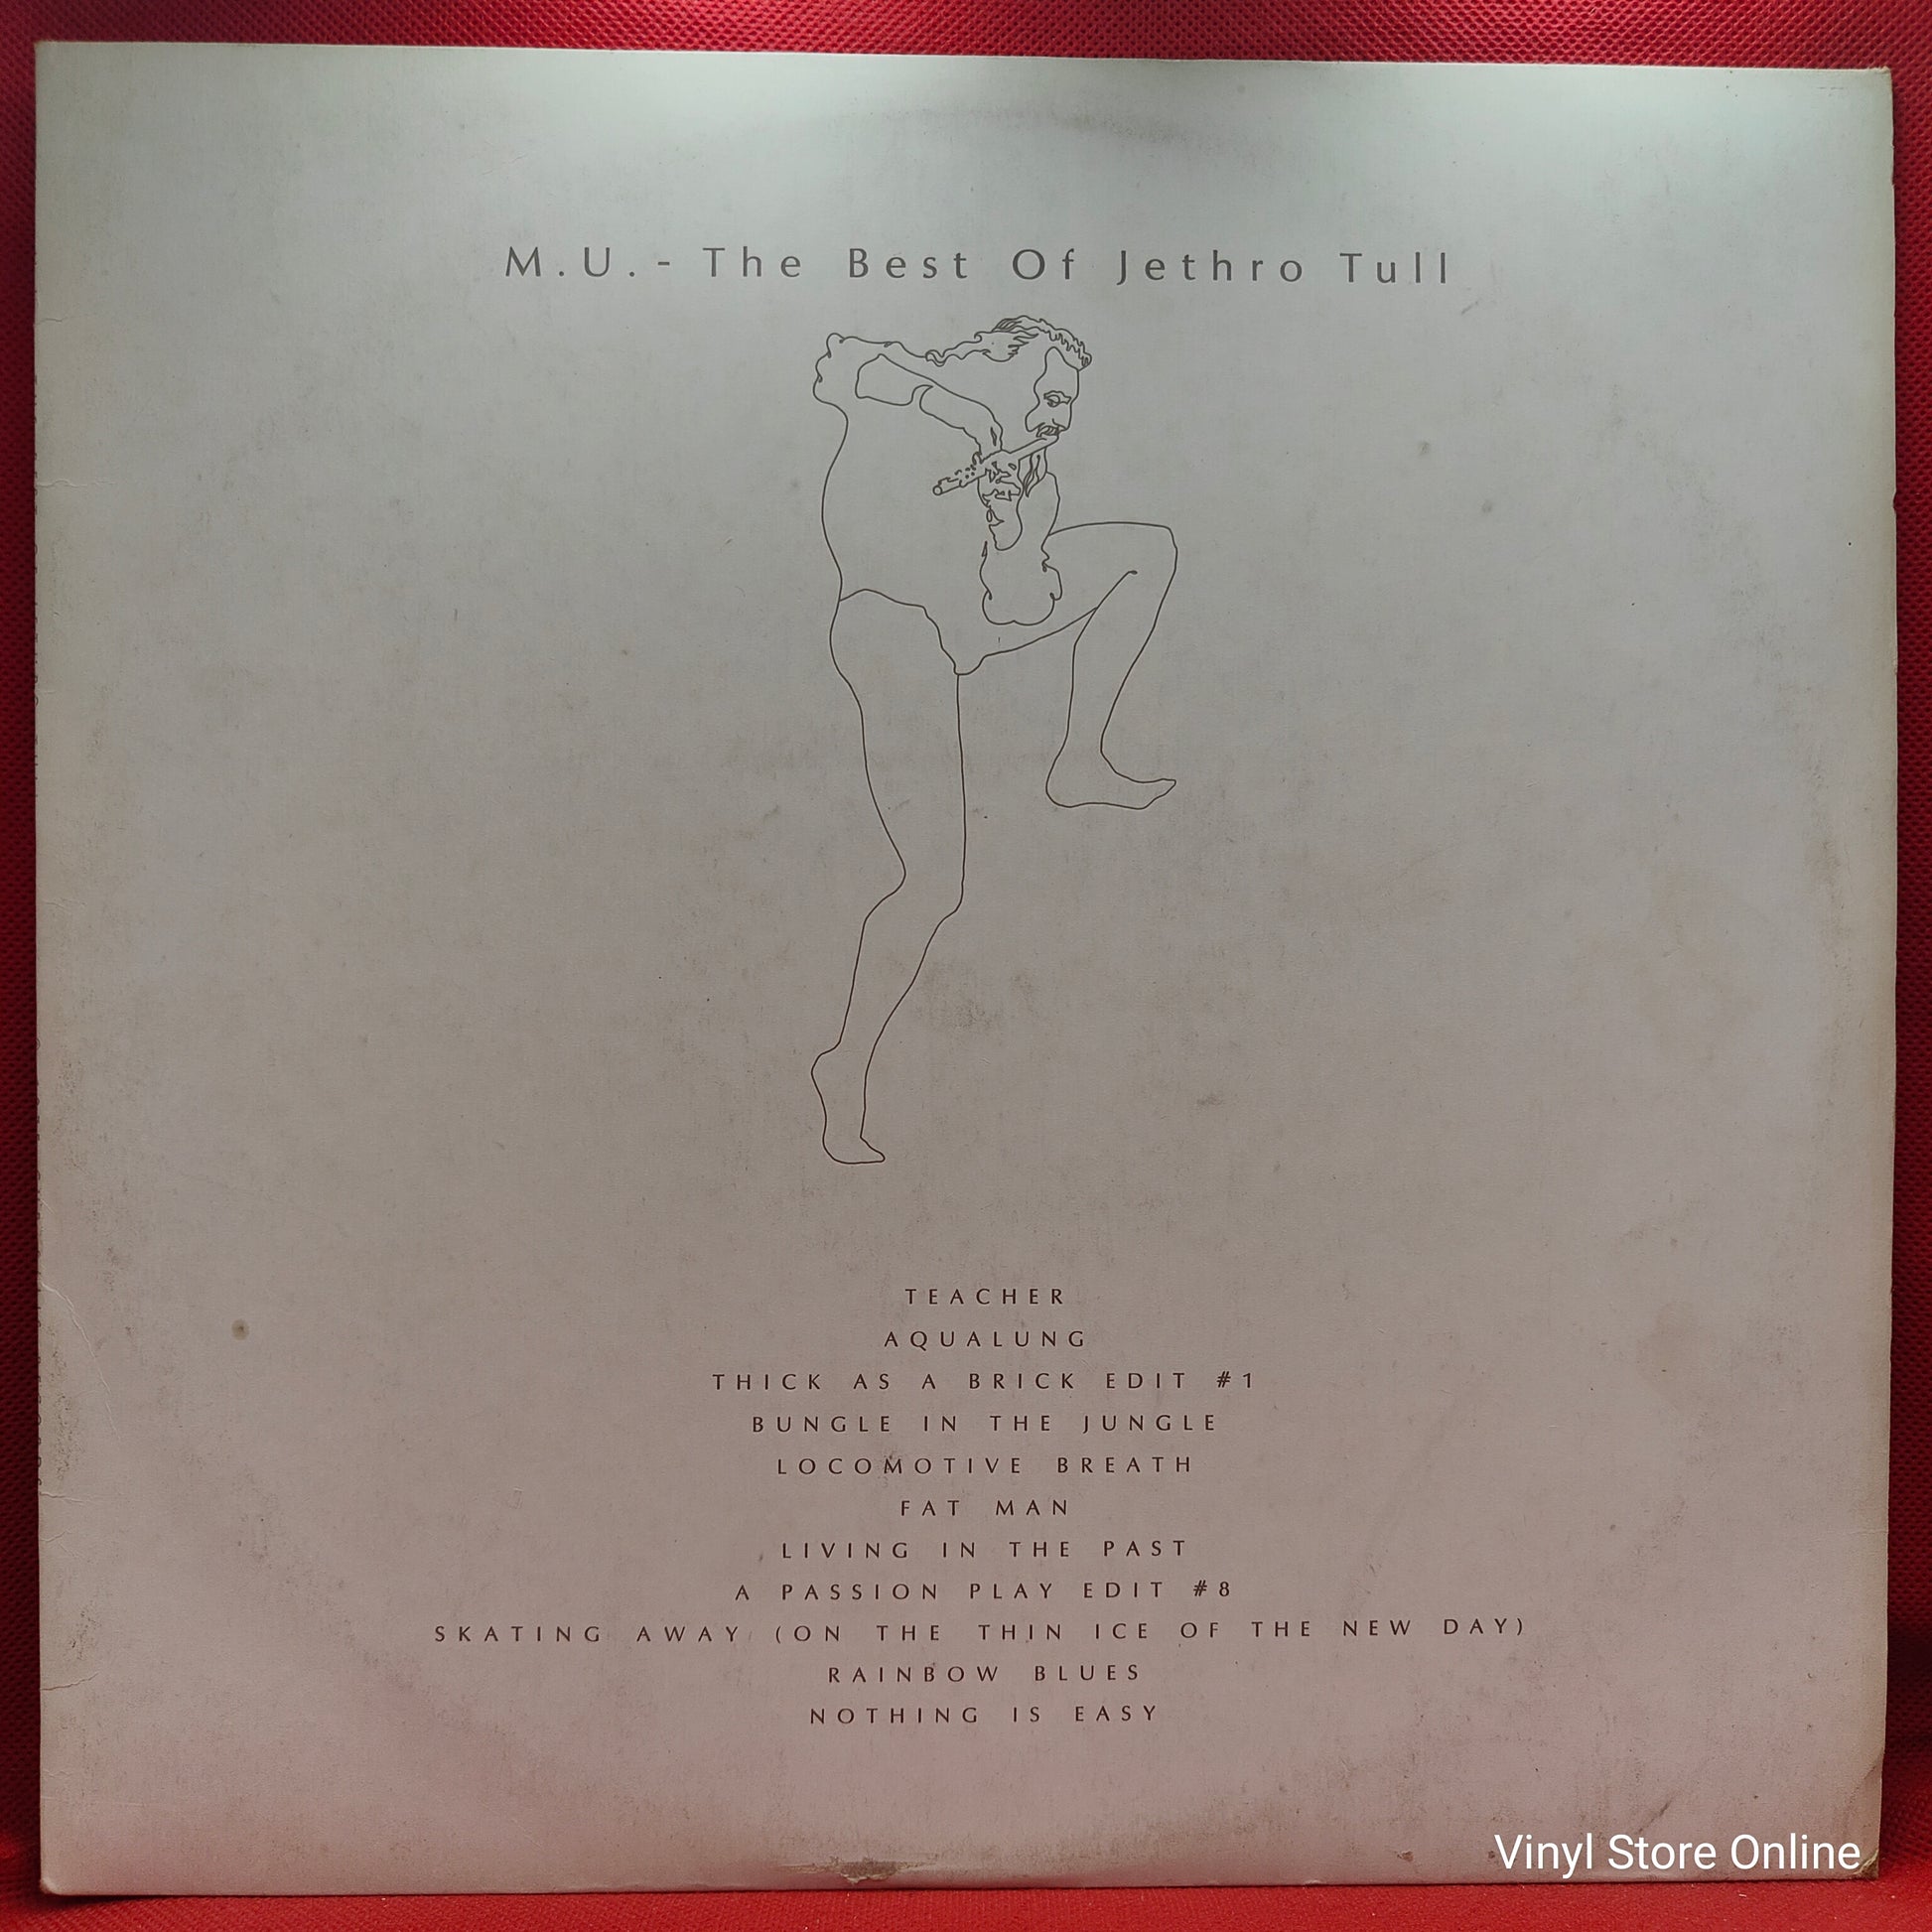 M.U.- The Best Of Jethro Tull
TEACHER
AQUALUNG
THICK AS A BRICK EDIT #1
BUNGLE IN THE JUNGLE
LOCOMOTIVE BREATH
FAT MAN
LIVING IN THE PAST
A PASSION PLAY EDIT #8
SKATING AWAY (ON THE THIN ICE OF THE NEW DAY)
RAINBOW BLUES
NOTHING IS EASY
Vinyl Store Online